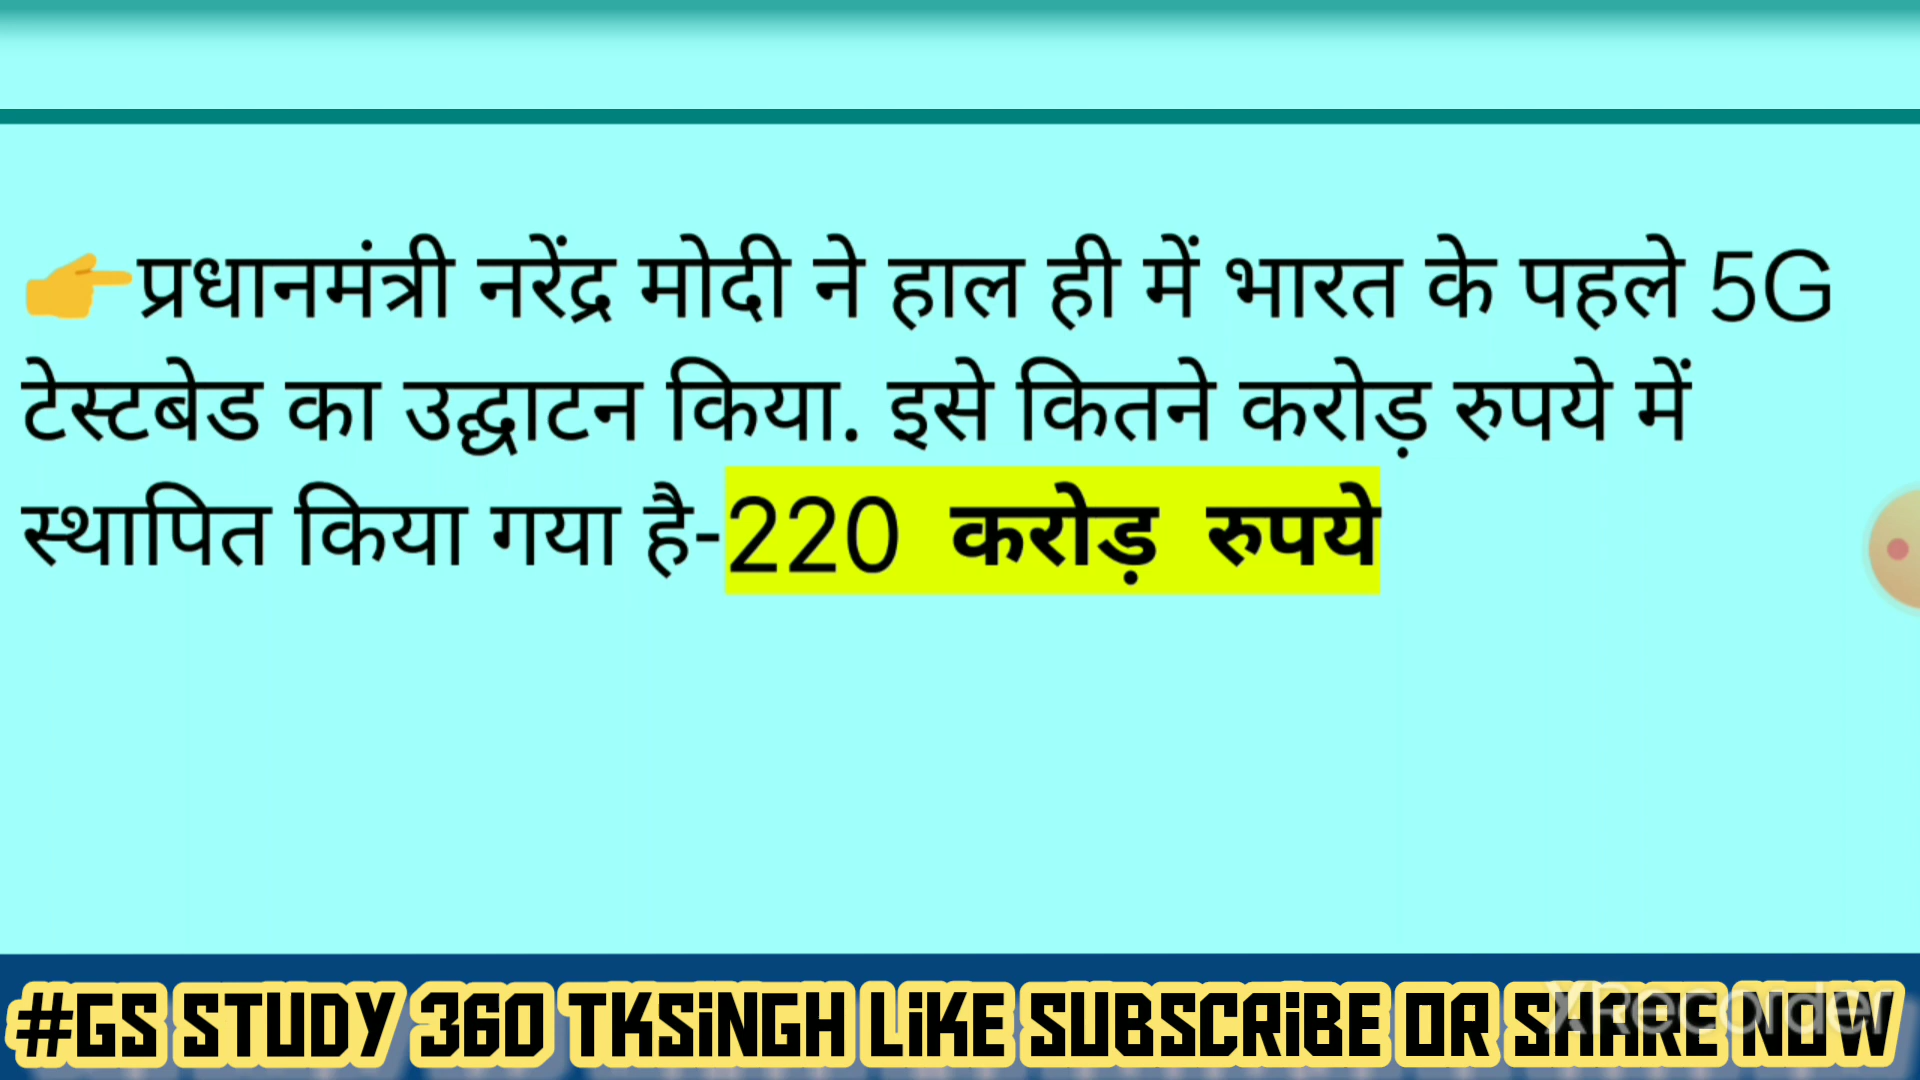 👉प्रधानमंत्री नरेंद्र मोदी ने हाल ही में भारत के पहले 5G
टेस्टबेड का उद्घाटन किया. इसे कितने करोड़ रुपये में
स्थापित किया गया है-220 करोड़ रुपये
#GS STUDY 360 TKSiNGH LiKE SUBSCRiBE OR SHARE NOW
XRecorder